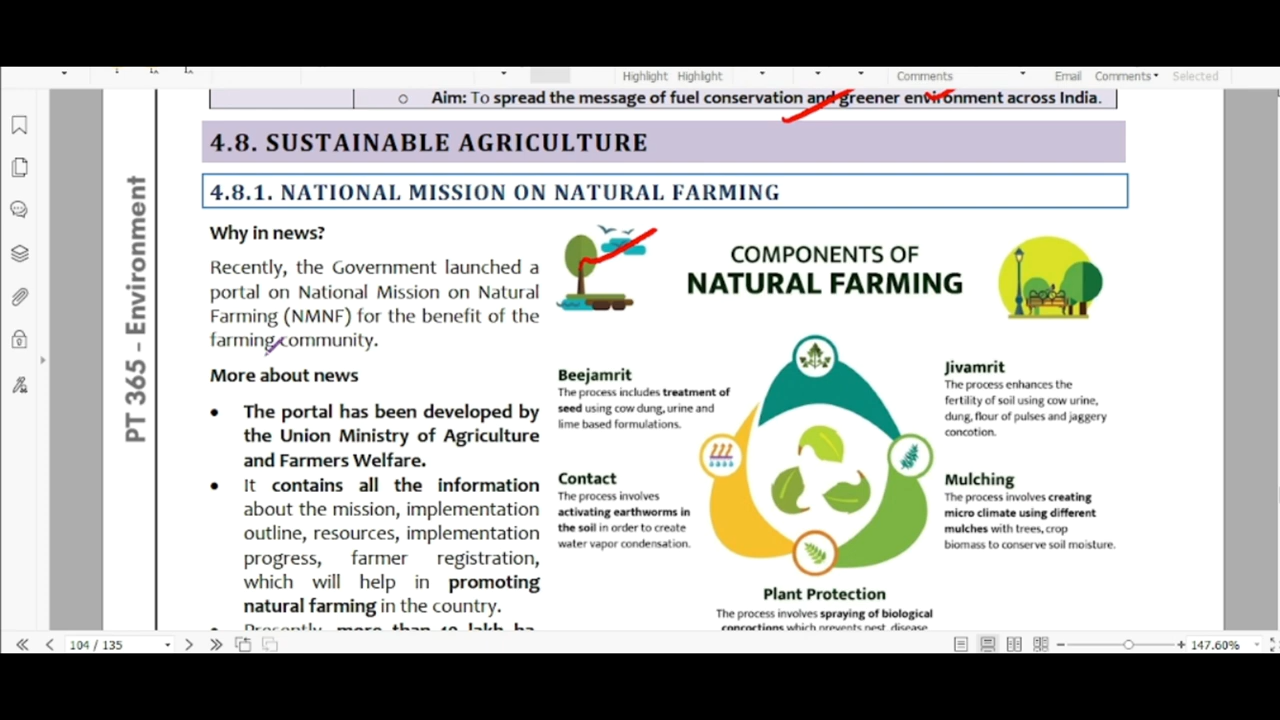 Highlight Highlight Comments Email Comments Selected
Aim: To spread the message of fuel conservation and greener environment across India.
4.8. SUSTAINABLE AGRICULTURE
4.8.1. NATIONAL MISSION ON NATURAL FARMING
PT 365 - Environment
Why in news?
Recently, the Government launched a
portal on National Mission on Natural
Farming (NMNF) for the benefit of the
farming community.
More about news
• The portal has been developed by
the Union Ministry of Agriculture
and Farmers Welfare.
• It contains all the information
about the mission, implementation
outline, resources, implementation
progress, farmer registration,
which will help in promoting
natural farming in the country.
• Presently, more than
COMPONENTS OF
NATURAL FARMING
Beejamrit
The process includes treatment of
seed using cow dung, urine and
lime based formulations.
Jivamrit
The process enhances the
fertility of soil using cow urine,
dung, flour of pulses and jaggery
concotion.
Contact
The process involves
activating earthworms in
the soil in order to create
water vapor condensation.
Mulching
The process involves creating
micro climate using different
mulches with trees, crop
biomass to conserve soil moisture.
Plant Protection
The process involves spraying of biological
concoctions which prevents pest, disease
104 / 135
147.60%